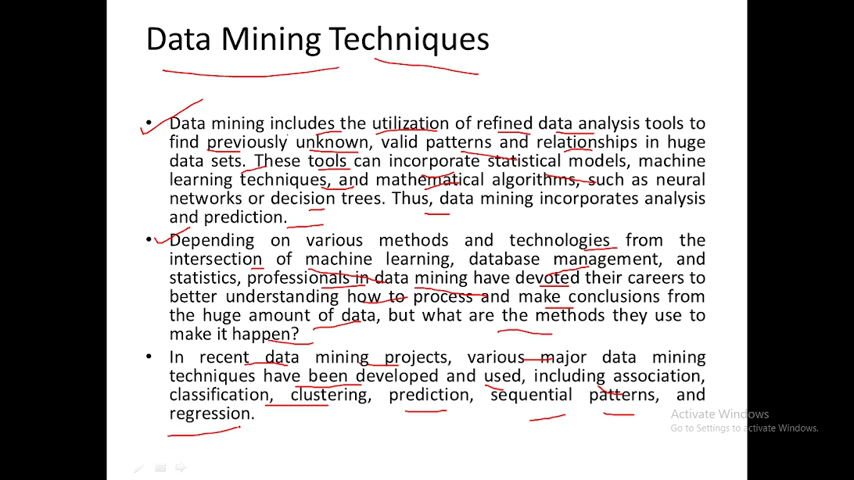 Data Mining Techniques
• Data mining includes the utilization of refined data analysis tools to
find previously unknown, valid patterns and relationships in huge
data sets. These tools can incorporate statistical models, machine
learning techniques, and mathematical algorithms, such as neural
networks or decision trees. Thus, data mining incorporates analysis
and prediction.
• Depending on various methods and technologies from the
intersection of machine learning, database management, and
statistics, professionals in data mining have devoted their careers to
better understanding how to process and make conclusions from
the huge amount of data, but what are the methods they use to
make it happen?
• In recent data mining projects, various major data mining
techniques have been developed and used, including association,
classification, clustering, prediction, sequential patterns, and
regression.
Activate Windows
Go to Settings to activate Windows.